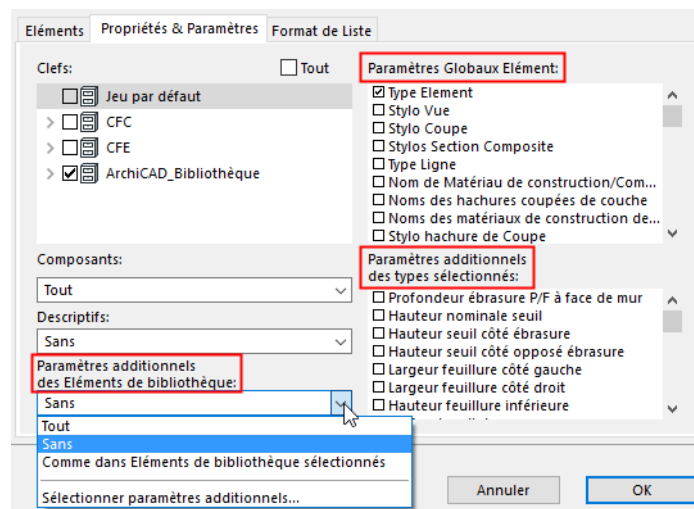 Eléments Propriétés & Paramètres Format de Liste
Clefs:
Tout
Jeu par défaut
CFC
CFE
ArchiCAD_Bibliothèque
Composants:
Tout
Descriptifs:
Sans
Paramètres additionnels
des Eléments de bibliothèque:
Sans
Tout
Sans
Comme dans Eléments de bibliothèque sélectionnés
Sélectionner paramètres additionnels...
Paramètres Globaux Elément:
Type Element
Stylo Vue
Stylo Coupe
Stylos Section Composite
Type Ligne
Nom de Matériau de construction/Com...
Noms des hachures coupées de couche
Noms des matériaux de construction de...
Stylo hachure de Coupe
Paramètres additionnels
des types sélectionnés:
Profondeur ébrasure P/F à face de mur
Hauteur nominale seuil
Hauteur seuil côté ébrasure
Hauteur seuil côté opposé ébrasure
Largeur feuillure côté gauche
Largeur feuillure côté droit
Hauteur feuillure inférieure
Annuler
OK